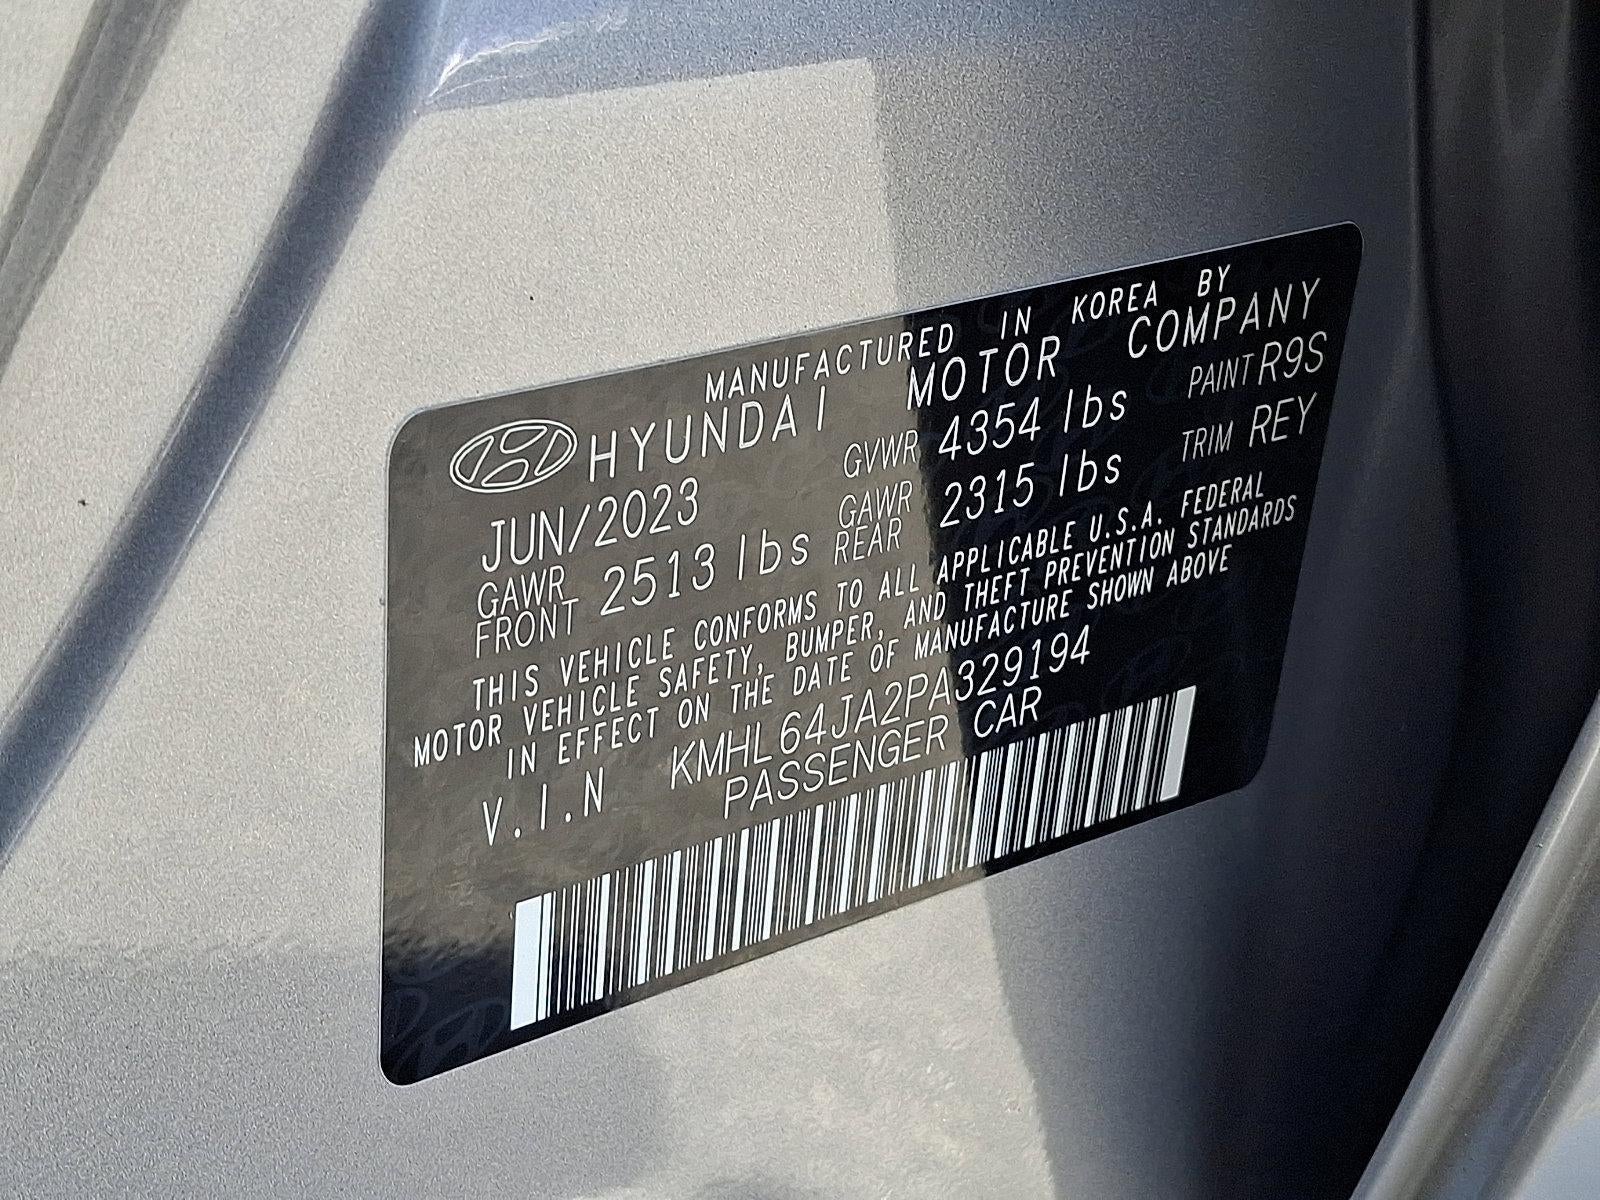 MANUFACTURED IN KOREA BY
HYUNDAI MOTOR COMPANY
JUN/2023 GVWR 4354 lbs PAINT R9S
GAWR FRONT 2513 lbs GAWR REAR 2315 lbs TRIM REY
THIS VEHICLE CONFORMS TO ALL APPLICABLE U.S.A. FEDERAL
MOTOR VEHICLE SAFETY, BUMPER, AND THEFT PREVENTION STANDARDS
IN EFFECT ON THE DATE OF MANUFACTURE SHOWN ABOVE
V.I.N KMHL64JA2PA329194
PASSENGER CAR